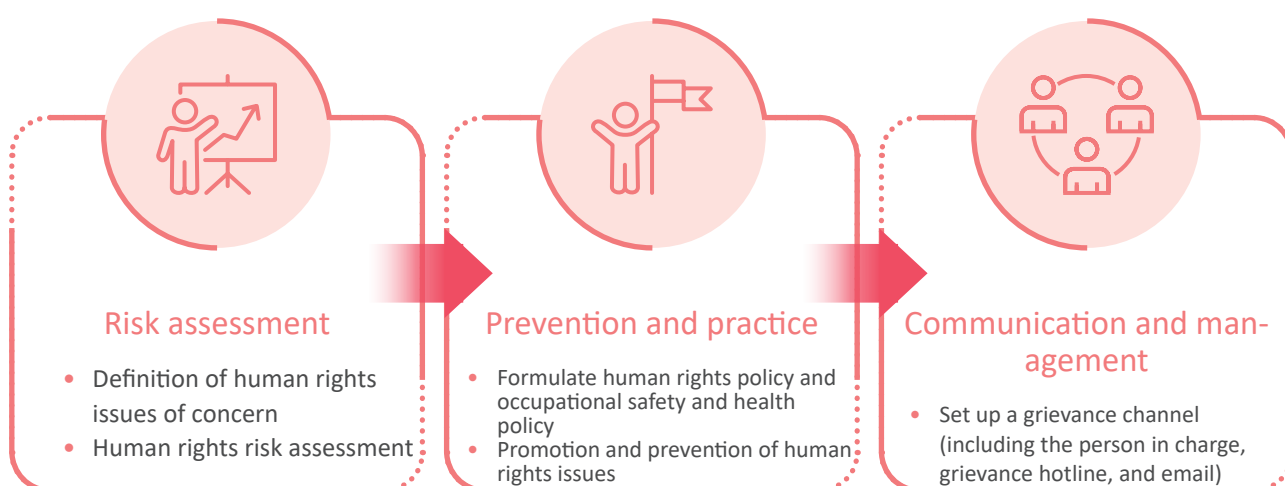 Risk assessment
• Definition of human rights
issues of concern
• Human rights risk assessment
Prevention and practice
• Formulate human rights policy and
occupational safety and health
policy
• Promotion and prevention of human
rights issues
Communication and man-
agement
• Set up a grievance channel
(including the person in charge,
grievance hotline, and email)